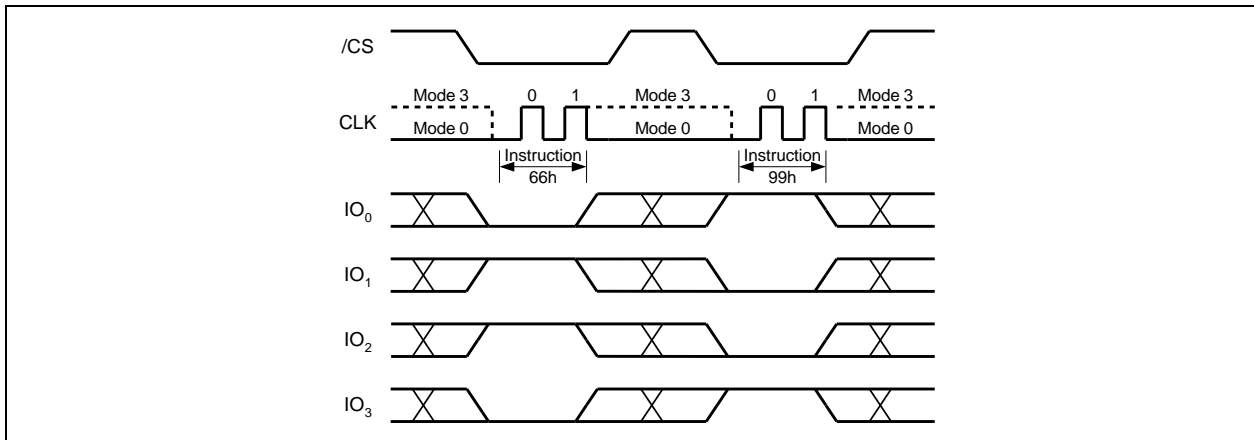 /CS
Mode 3 0 1 Mode 3 0 1 Mode 3
CLK
Mode 0 Mode 0 Mode 0
Instruction Instruction
66h 99h
IO0
IO1
IO2
IO3